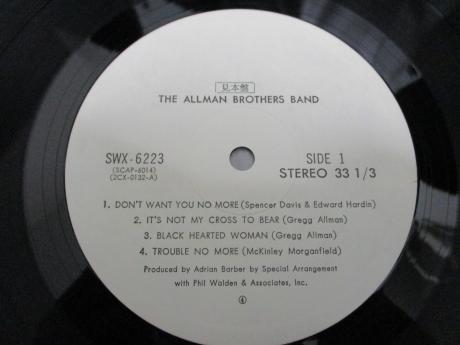 見本盤
THE ALLMAN BROTHERS BAND
SWX-6223 SIDE 1
(SCAP-6014) STEREO 33 1/3
(2CX-0132-A)
1. DON'T WANT YOU NO MORE (Spencer Davis & Edward Hardin)
2. IT'S NOT MY CROSS TO BEAR (Gregg Allman)
3. BLACK HEARTED WOMAN (Gregg Allman)
4. TROUBLE NO MORE (McKinley Morganfield)
Produced by Adrian Barber by Special Arrangement
with Phil Walden & Associates, Inc.
④